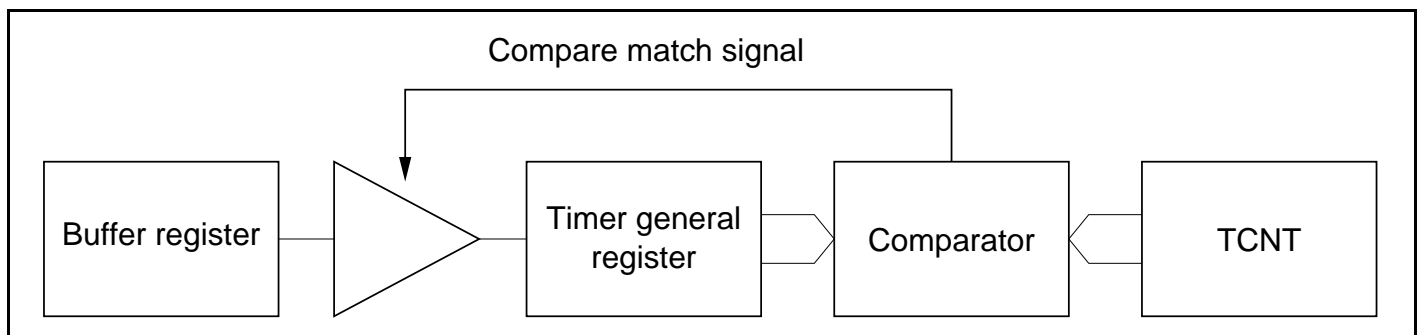 Compare match signal
Buffer register
Timer general
register
Comparator
TCNT